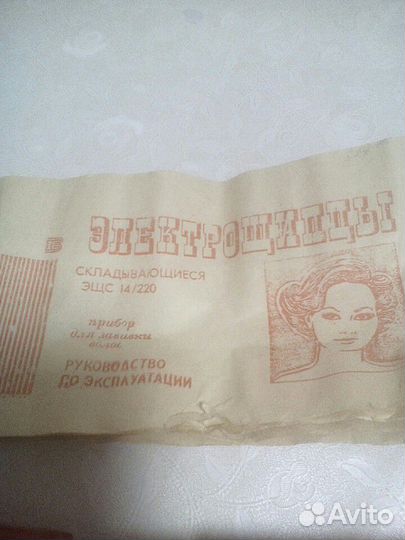 ЭЛЕКТРОЩИПЦЫ
СКЛАДЫВАЮЩИЕСЯ
ЭЩС 14/220
прибор
для завивки
волос
РУКОВОДСТВО
ПО ЭКСПЛУАТАЦИИ
Avito